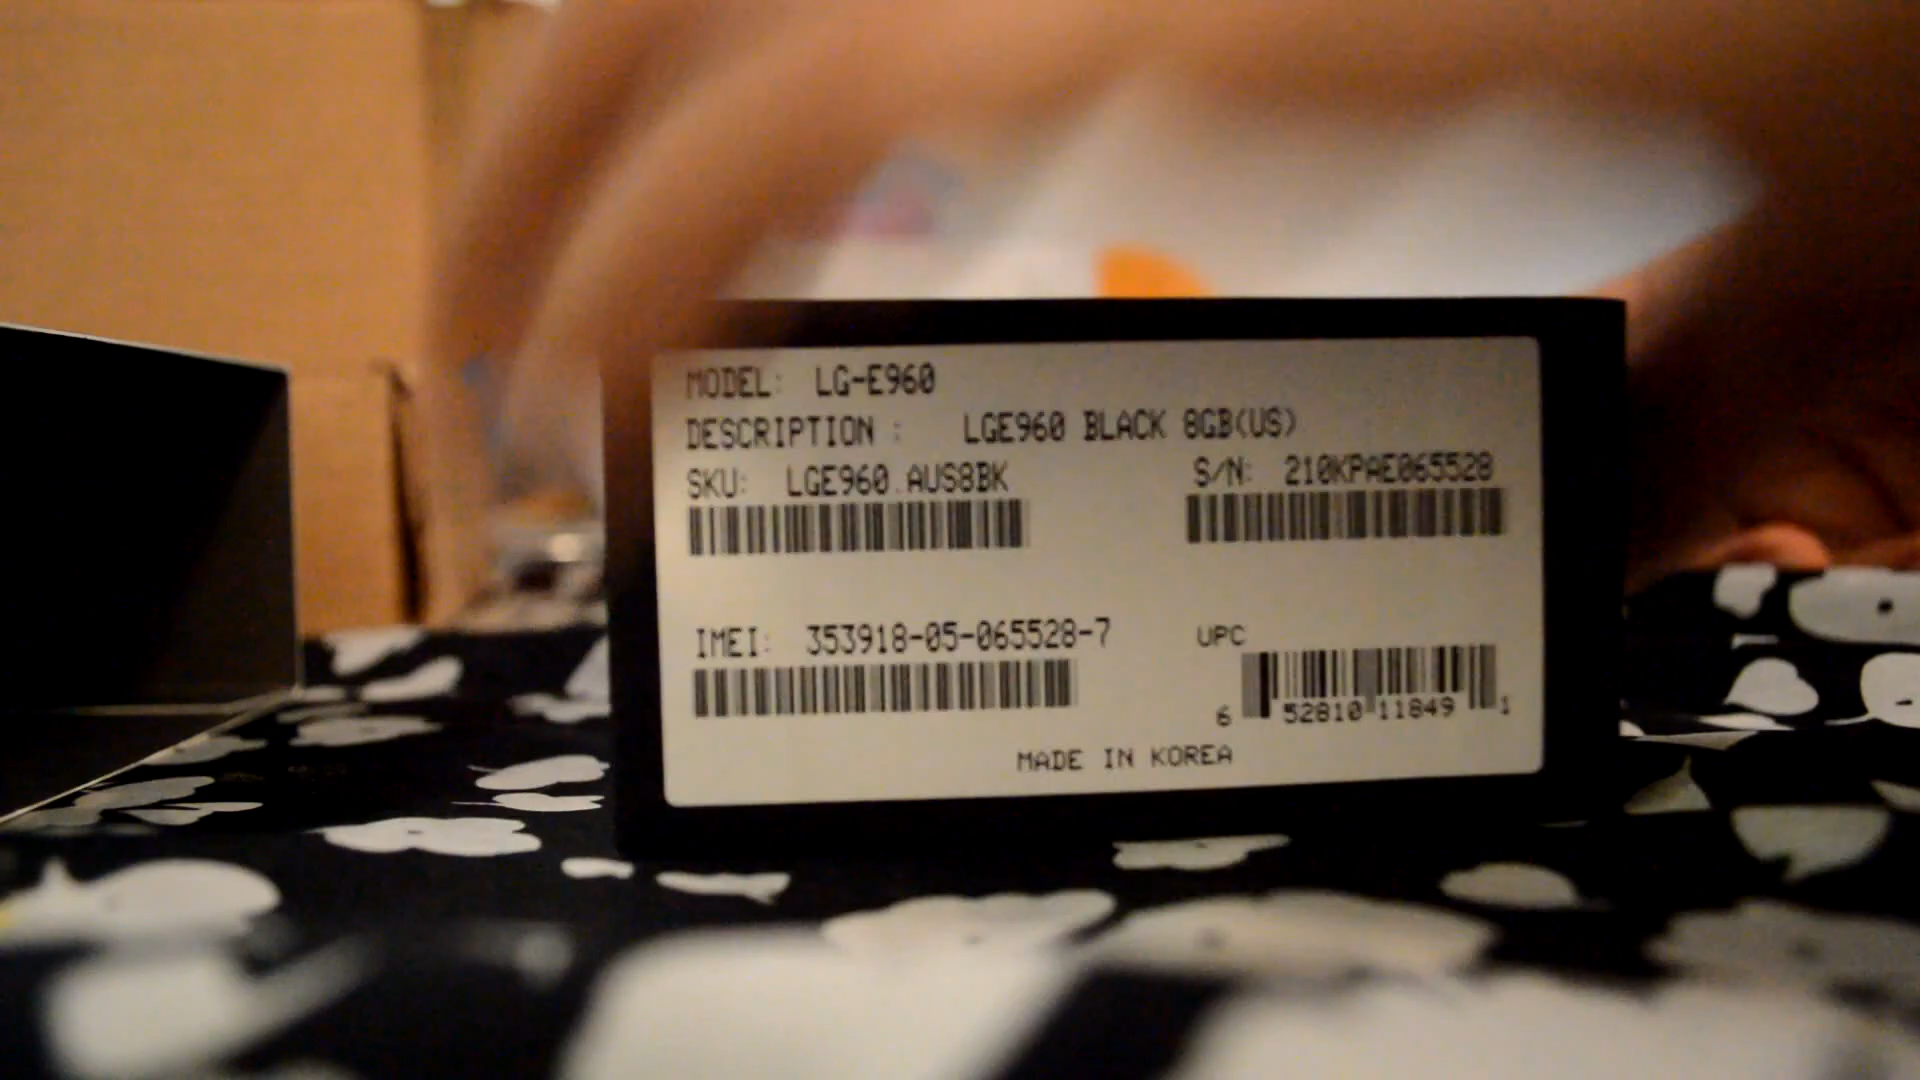 MODEL: LG-E960
DESCRIPTION : LGE960 BLACK 8GB(US)
SKU: LGE960.AUS8BK S/N: 210KPAE065528
IMEI: 353918-05-065528-7 UPC
6 52810 11849 1
MADE IN KOREA